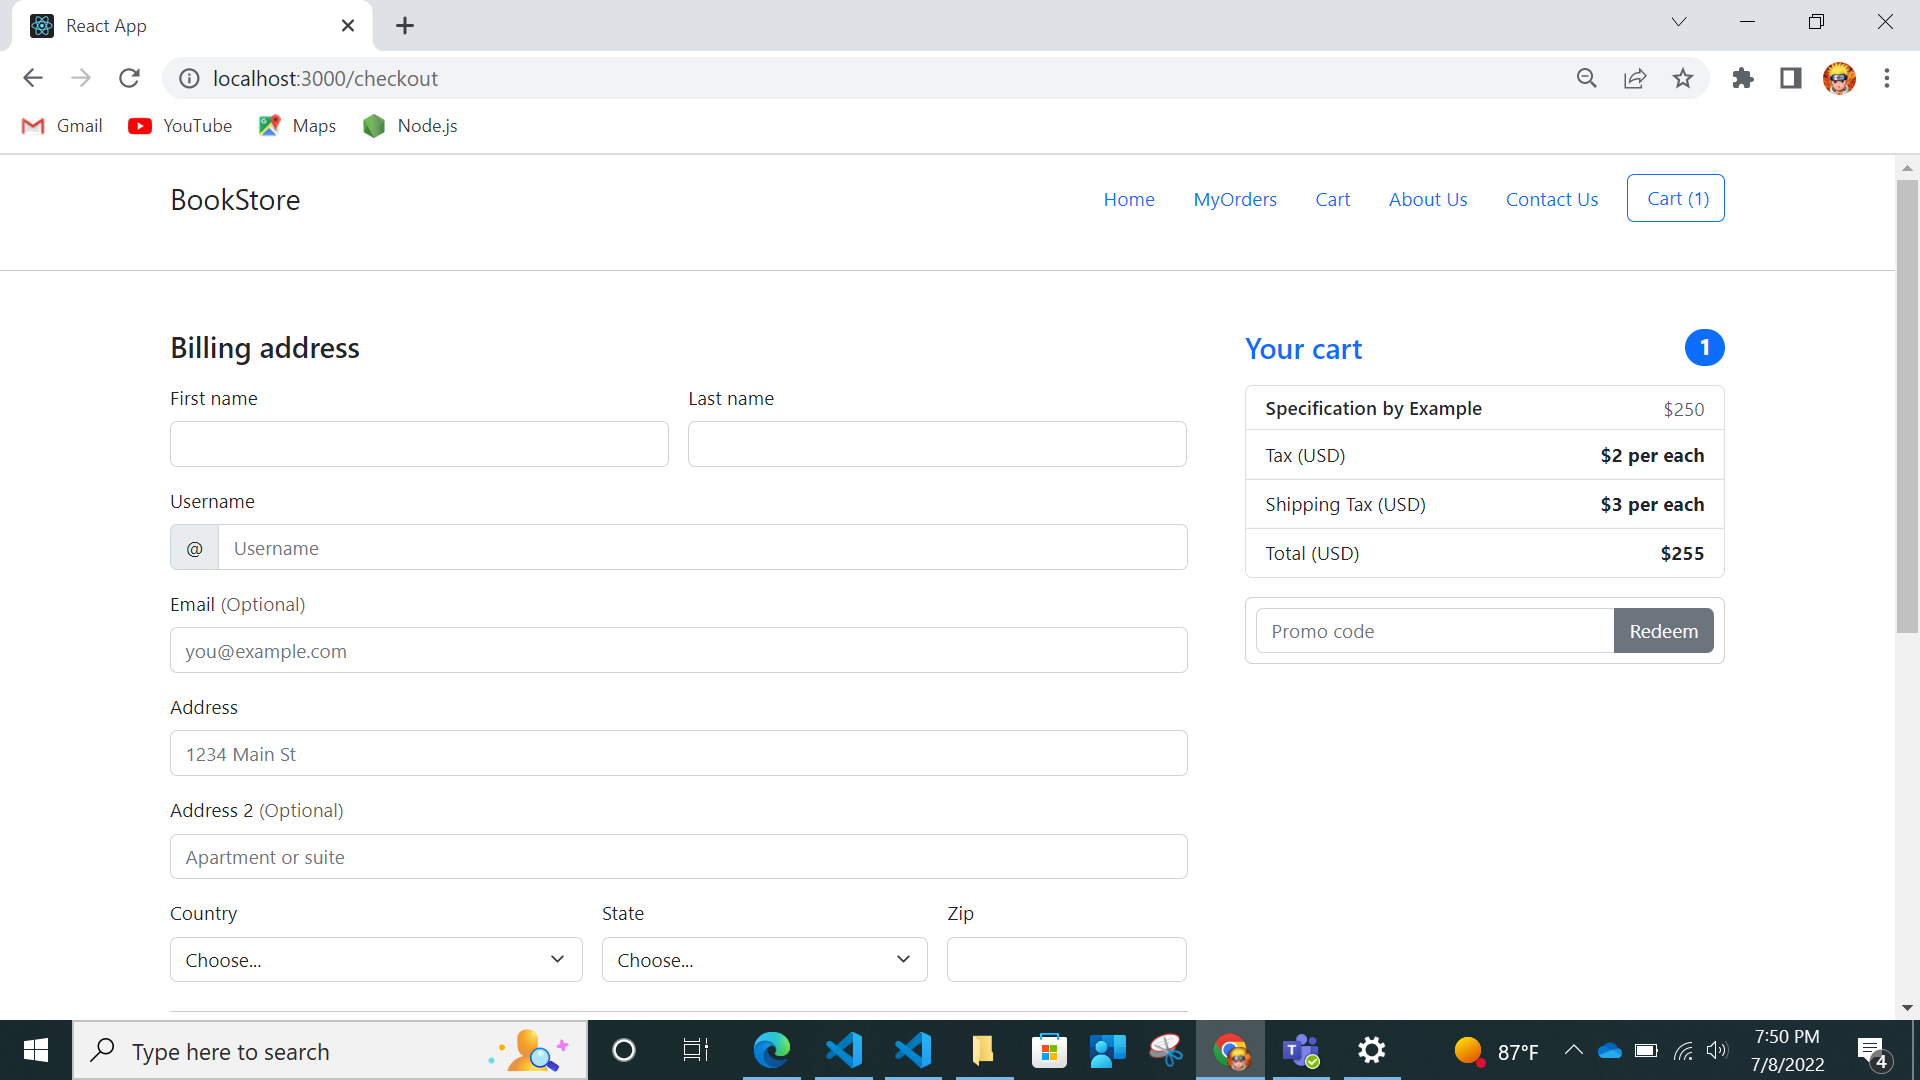 React App
localhost:3000/checkout
Gmail YouTube Maps Node.js
BookStore Home MyOrders Cart About Us Contact Us Cart (1)
Billing address
First name Last name
Username
@ Username
Email (Optional)
you@example.com
Address
1234 Main St
Address 2 (Optional)
Apartment or suite
Country State Zip
Choose... Choose...
Your cart 1
Specification by Example $250
Tax (USD) $2 per each
Shipping Tax (USD) $3 per each
Total (USD) $255
Promo code Redeem
Type here to search
87°F
7:50 PM
7/8/2022
4